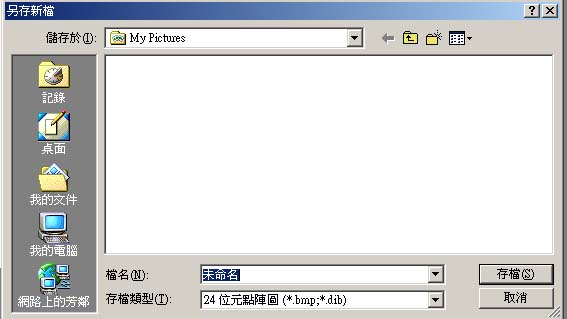 另存新檔
儲存於(I):
My Pictures
記錄
桌面
我的文件
我的電腦
網路上的芳鄰
檔名(N):
未命名
存檔(S)
存檔類型(T):
24 位元點陣圖 (*.bmp;*.dib)
取消